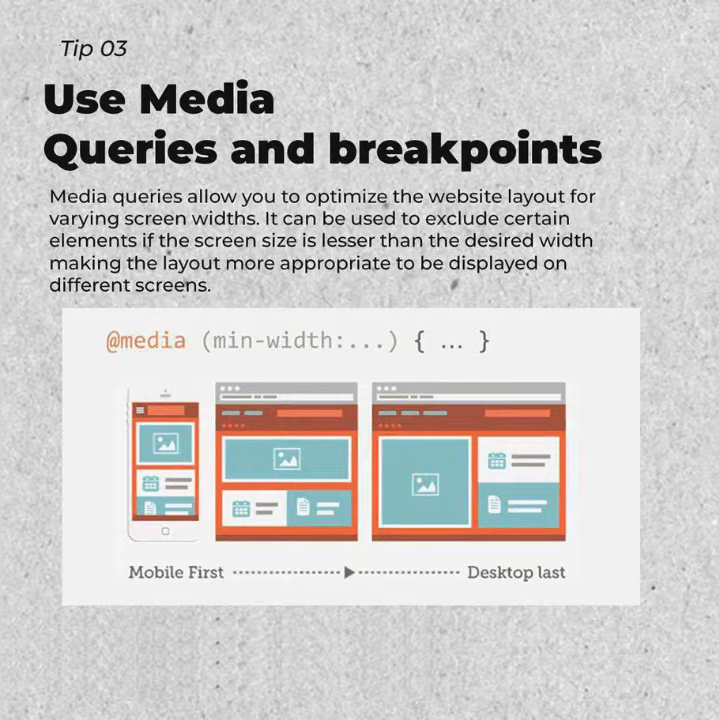 Tip 03
Use Media
Queries and breakpoints
Media queries allow you to optimize the website layout for
varying screen widths. It can be used to exclude certain
elements if the screen size is lesser than the desired width
making the layout more appropriate to be displayed on
different screens.
@media (min-width:...) { ... }
Mobile First
Desktop last